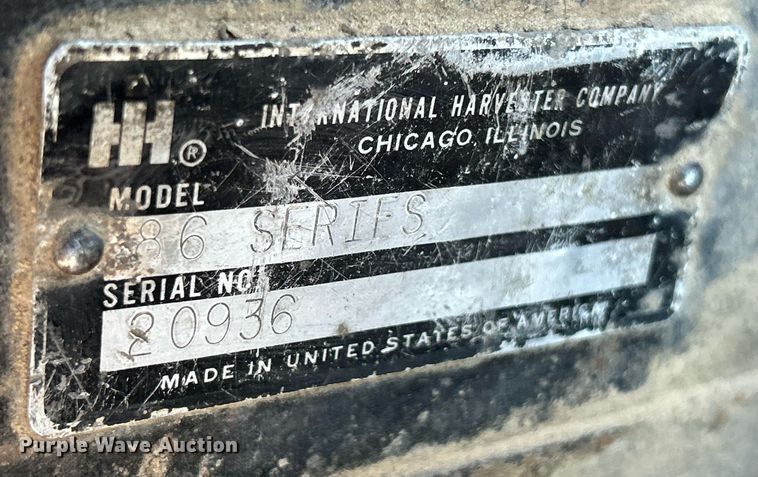 IH®
INTERNATIONAL HARVESTER COMPANY
CHICAGO, ILLINOIS
MODEL
86 SERIES
SERIAL NO.
20936
MADE IN UNITED STATES OF AMERICA
Purple Wave Auction